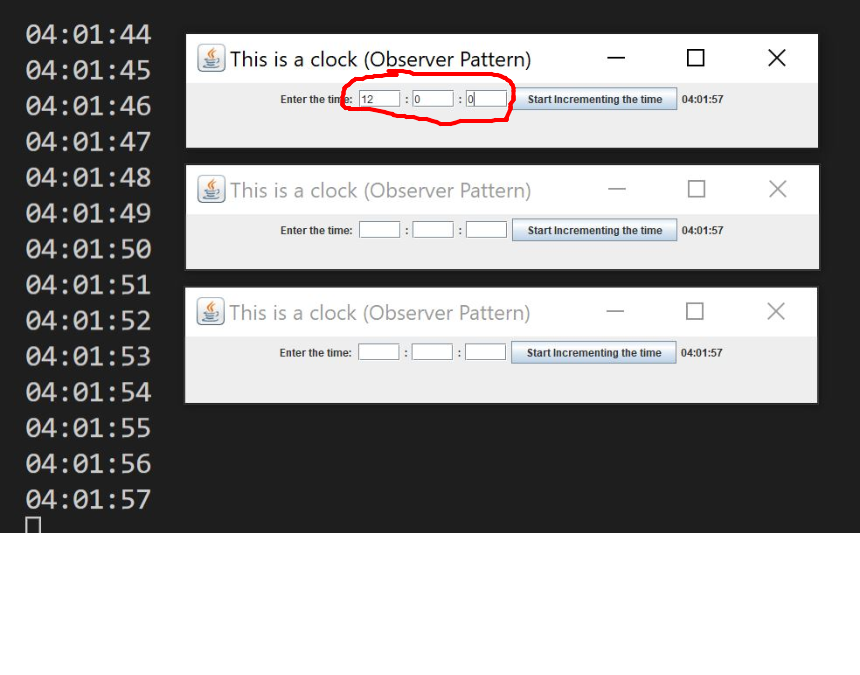 04:01:44
04:01:45
04:01:46
04:01:47
04:01:48
04:01:49
04:01:50
04:01:51
04:01:52
04:01:53
04:01:54
04:01:55
04:01:56
04:01:57
This is a clock (Observer Pattern)
Enter the time: 12 : 0 : 0 Start Incrementing the time 04:01:57
This is a clock (Observer Pattern)
Enter the time: : : Start Incrementing the time 04:01:57
This is a clock (Observer Pattern)
Enter the time: : : Start Incrementing the time 04:01:57